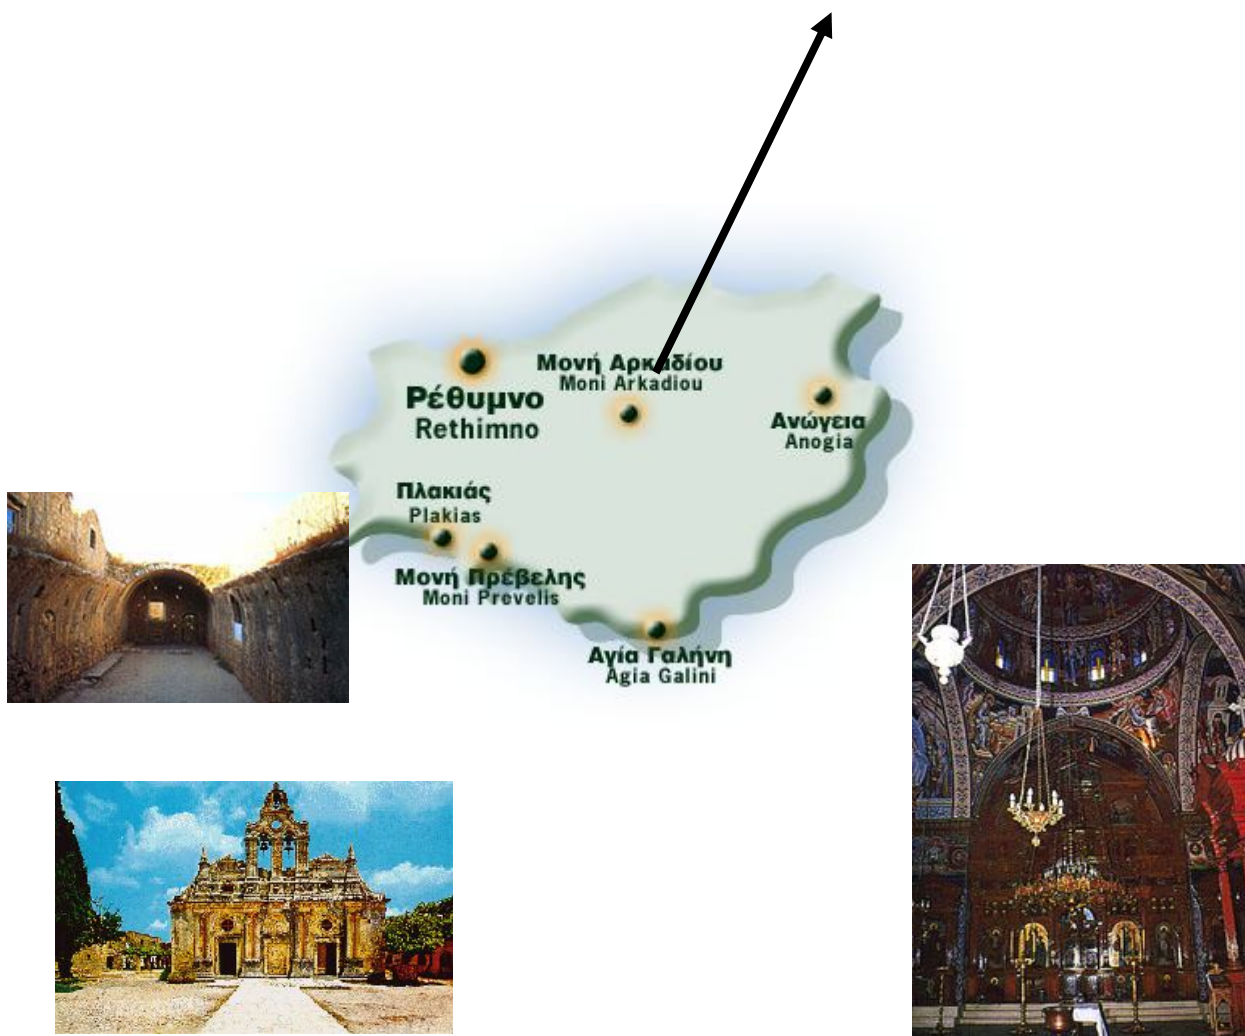 Μονή Αρκαδίου
Moni Arkadiou
Ρέθυμνο
Rethimno
Ανώγεια
Anogia
Πλακιάς
Plakias
Μονή Πρέβελης
Moni Prevelis
Αγία Γαλήνη
Agia Galini